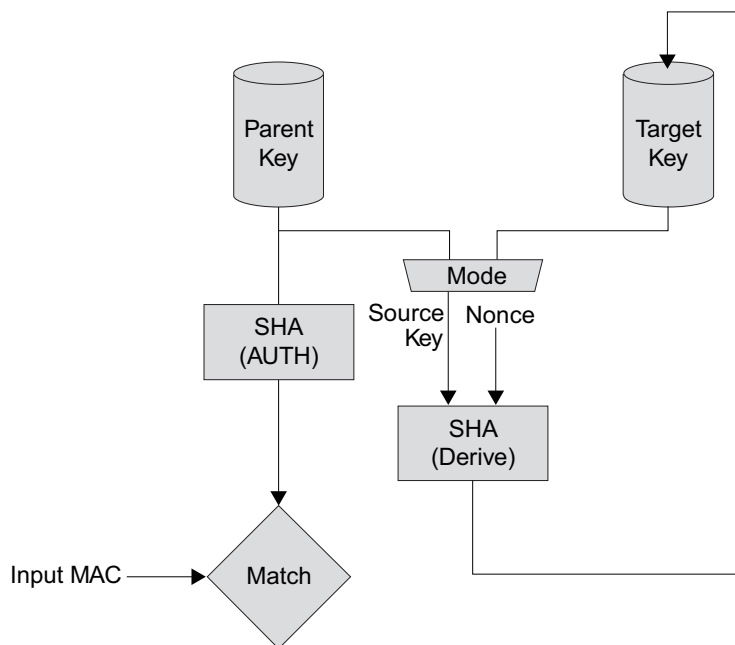 Parent
Key
Target
Key
Mode
Source
Key
Nonce
SHA
(AUTH)
SHA
(Derive)
Input MAC
Match